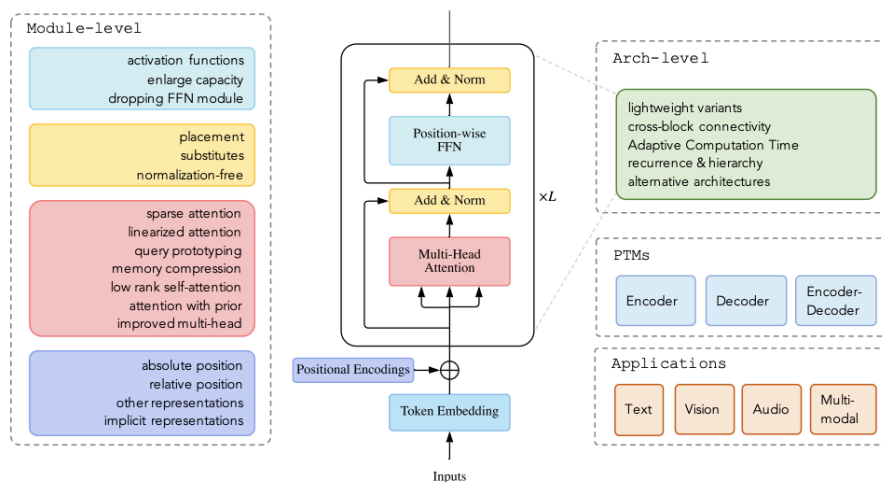 Module-level
activation functions
enlarge capacity
dropping FFN module
placement
substitutes
normalization-free
sparse attention
linearized attention
query prototyping
memory compression
low rank self-attention
attention with prior
improved multi-head
absolute position
relative position
other representations
implicit representations
Add & Norm
Position-wise
FFN
Add & Norm
Multi-Head
Attention
×L
Positional Encodings
Token Embedding
Inputs
Arch-level
lightweight variants
cross-block connectivity
Adaptive Computation Time
recurrence & hierarchy
alternative architectures
PTMs
Encoder
Decoder
Encoder-
Decoder
Applications
Text
Vision
Audio
Multi-
modal